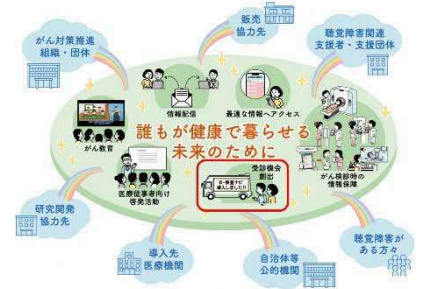 がん対策推進
組織・団体
販売
協力先
聴覚障害関連
支援者・支援団体
情報配信
最適な情報へアクセス
がん教育
誰もが健康で暮らせる
未来のために
医療従事者向け
啓発活動
受診機会
創出
導入しました!!
がん検診時の
情報保障
研究開発
協力先
導入先
医療機関
自治体等
公的機関
聴覚障害が
ある方々